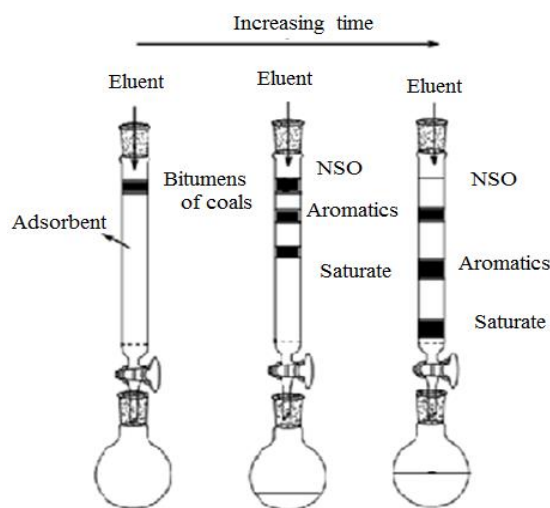 Increasing time
Eluent
Eluent
Eluent
Bitumens
of coals
Adsorbent
NSO
Aromatics
Saturate
NSO
Aromatics
Saturate